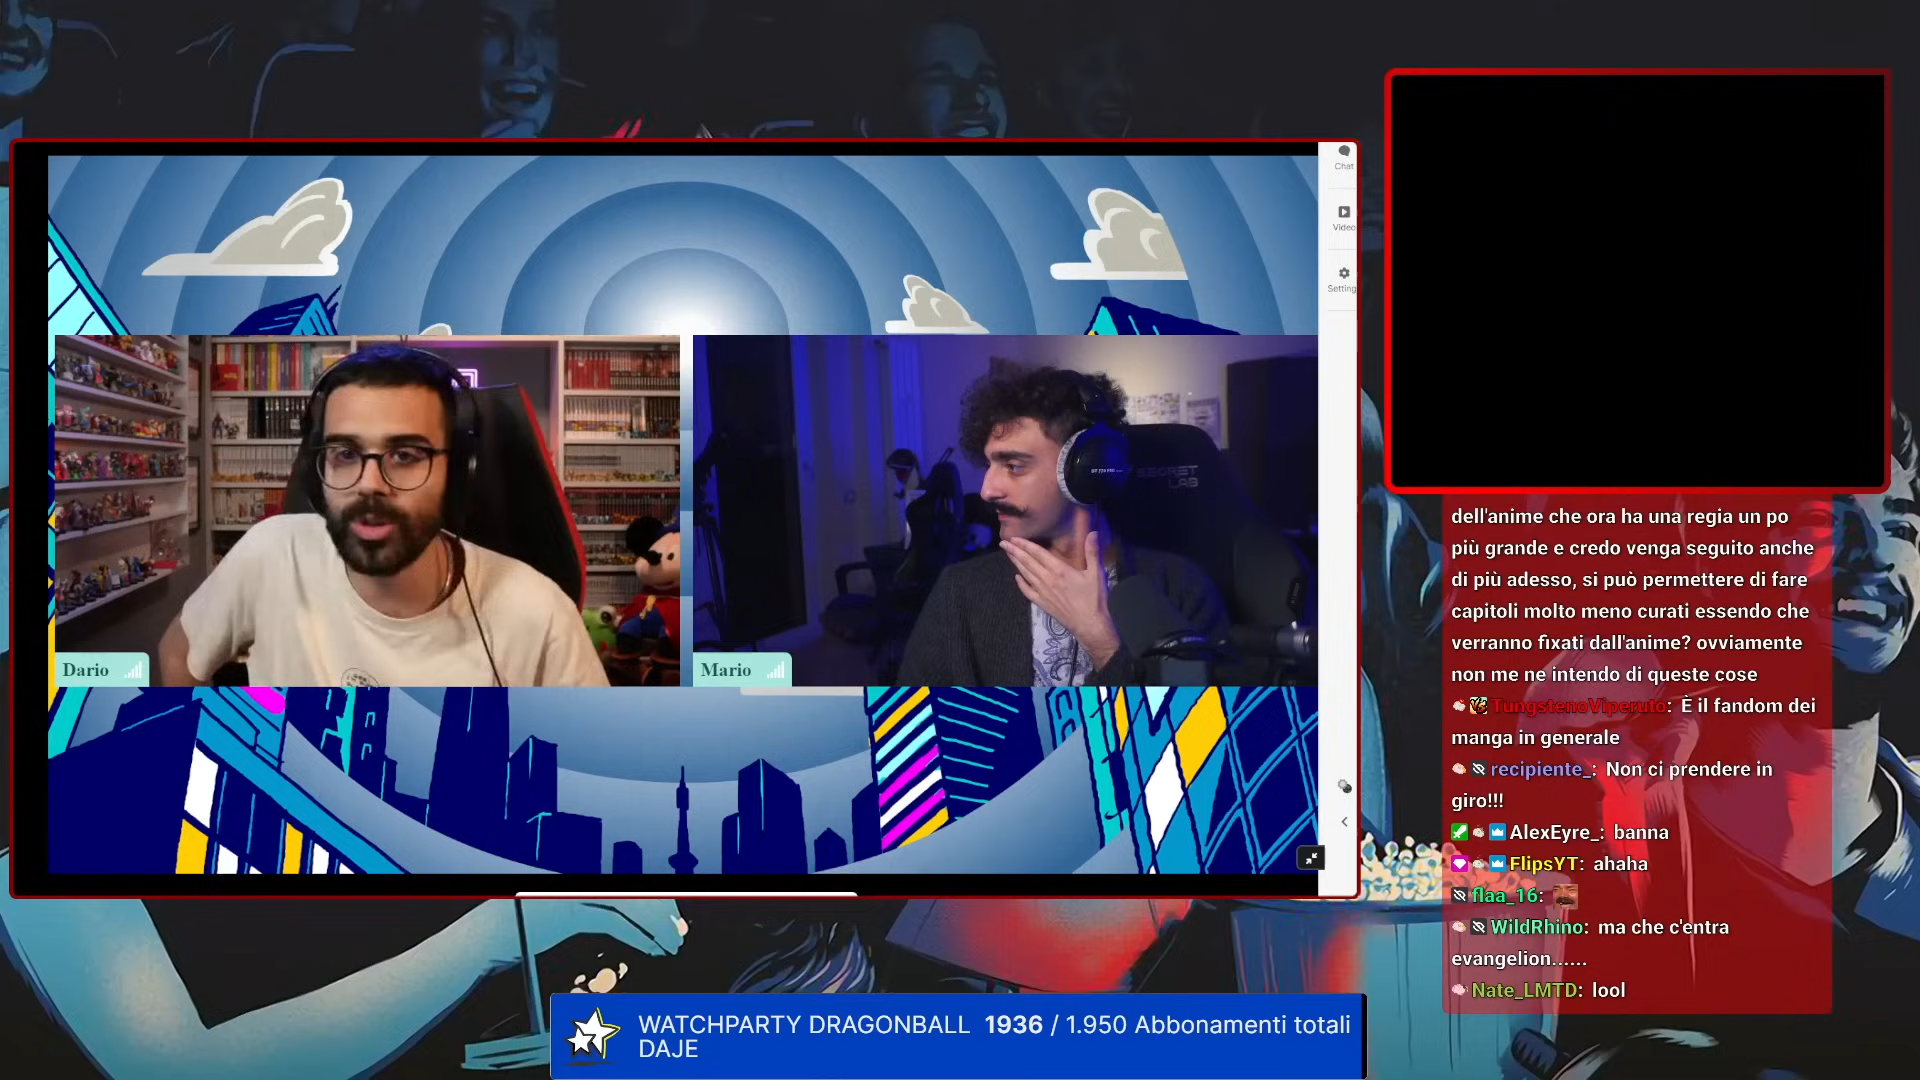 Chat
Video
Setting
SECRET
LAB
Dario
Mario
dell'anime che ora ha una regia un po
più grande e credo venga seguito anche
di più adesso, si può permettere di fare
capitoli molto meno curati essendo che
verranno fixati dall'anime? ovviamente
non me ne intendo di queste cose
TungstenoViperuto: È il fandom dei
manga in generale
recipiente_: Non ci prendere in
giro!!!
AlexEyre_: banna
FlipsYT: ahaha
flaa_16:
WildRhino: ma che c'entra
evangelion......
Nate_LMTD: lool
WATCHPARTY DRAGONBALL 1936 / 1.950 Abbonamenti totali
DAJE